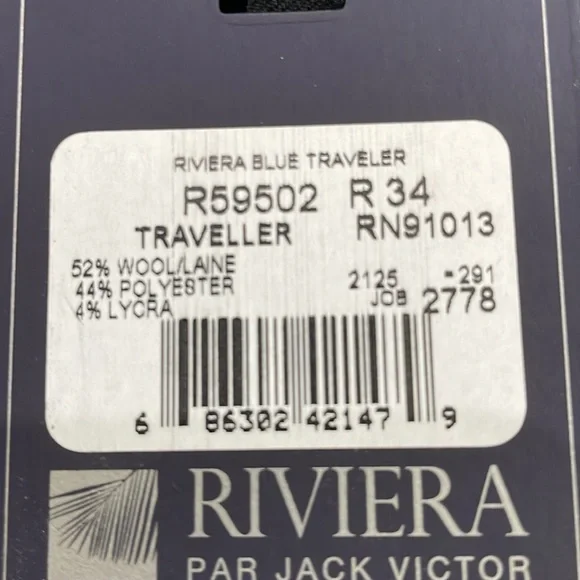 RIVIERA BLUE TRAVELER
R59502 R 34
TRAVELLER RN91013
52% WOOL/LAINE
44% POLYESTER 2125 -291
4% LYCRA JOB 2778
6 86302 42147 9
RIVIERA
PAR JACK VICTOR